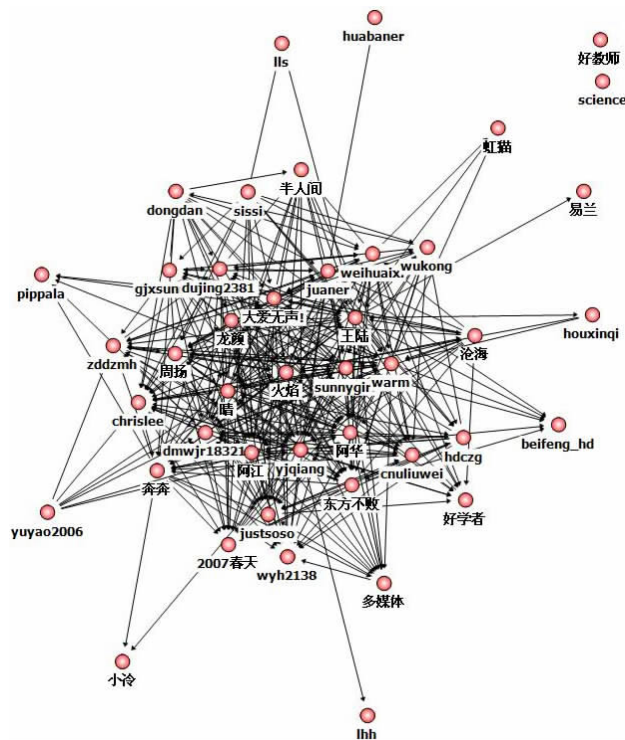 huabaner
lls
好教师
science
虹猫
半人间
dongdan
sissi
易兰
wukong
weihuaix
gjxsun
dujing2381
juaner
pippala
大爱无声!
houxinqi
龙颜
王陆
沧海
zddzmh
周扬
火焰
sunnygir
warm
晴
chrislee
beifeng_hd
dmwjr18321
阿江
yjqiang
阿华
hdczg
cnuliuwei
奔奔
东方不败
好学者
yuyao2006
justsoso
2007春天
wyh2138
多媒体
小冷
lhh